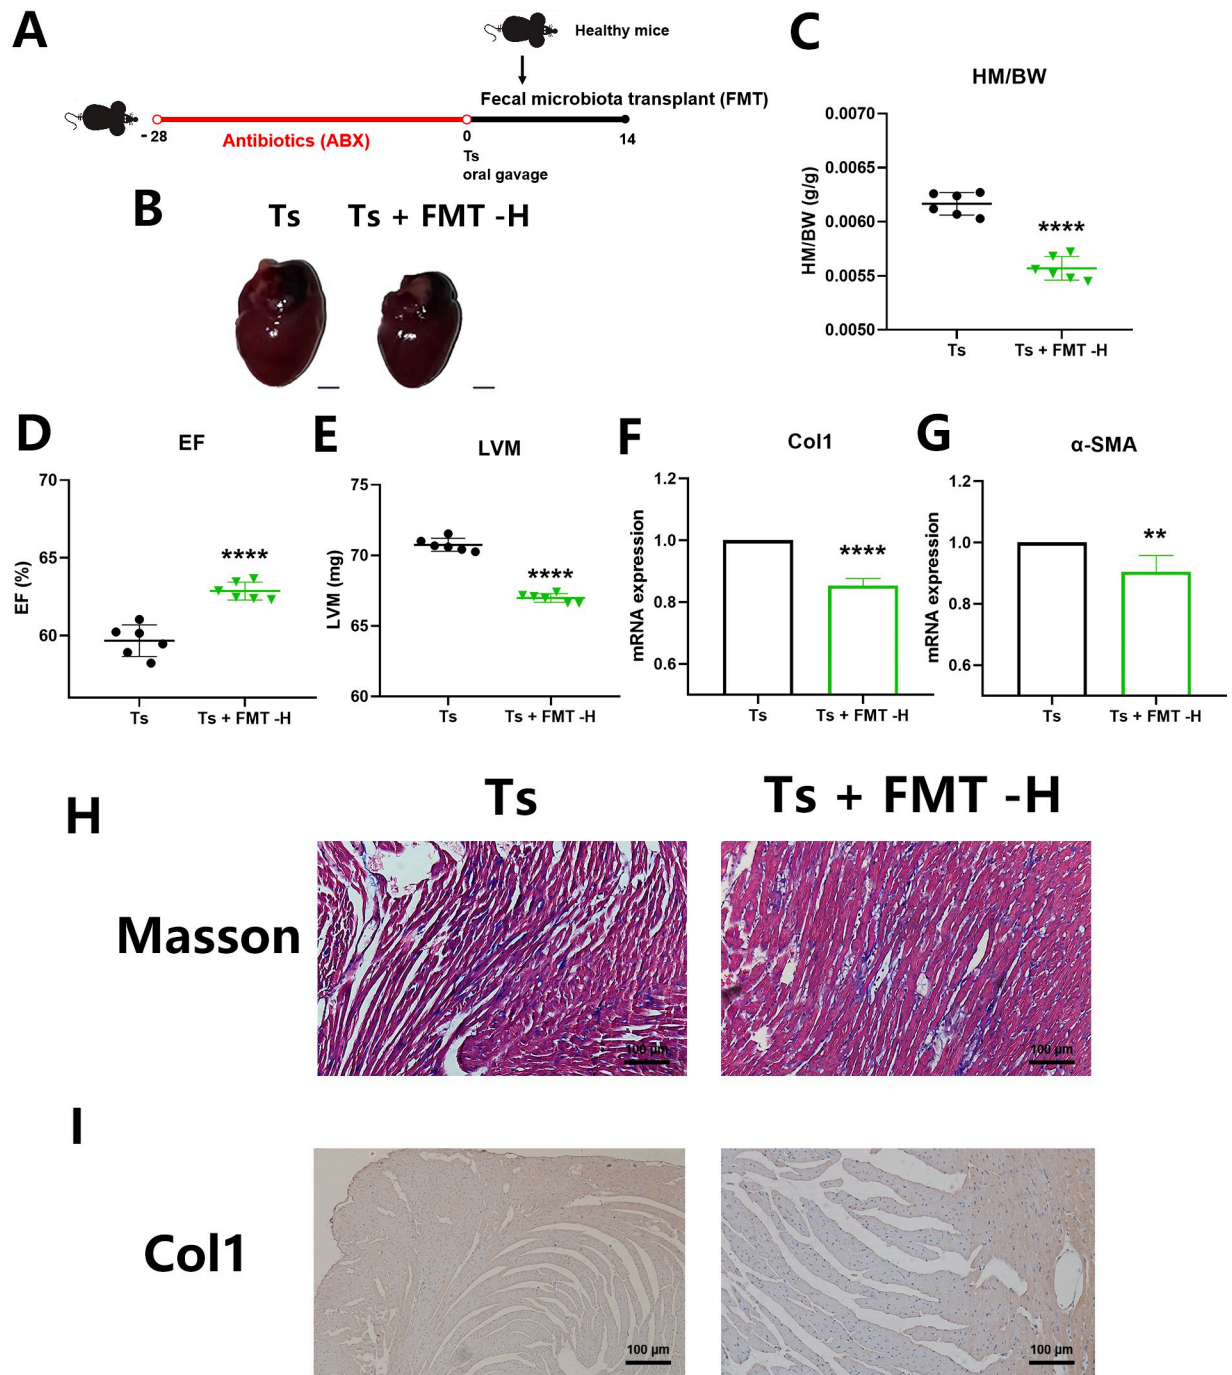 A
Healthy mice
Fecal microbiota transplant (FMT)
-28
0
14
Antibiotics (ABX)
Ts
oral gavage
B
Ts
Ts + FMT -H
C
HM/BW
HM/BW (g/g)
0.0070
0.0065
0.0060
0.0055
0.0050
****
Ts
Ts + FMT -H
D
EF
EF (%)
70
65
60
****
Ts
Ts + FMT -H
E
LVM
LVM (mg)
75
70
65
60
****
Ts
Ts + FMT -H
F
Col1
mRNA expression
1.2
1.0
0.8
0.6
****
Ts
Ts + FMT -H
G
α-SMA
mRNA expression
1.2
1.0
0.8
0.6
**
Ts
Ts + FMT -H
H
Ts
Ts + FMT -H
Masson
100 μm
100 μm
I
Col1
100 μm
100 μm